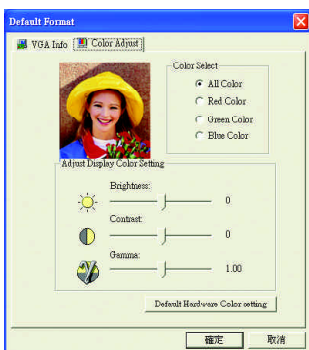 Default Format
VGA Info
Color Adjust
Color Select
All Color
Red Color
Green Color
Blue Color
Adjust Display Color Setting
Brightness:
0
Contrast:
0
Gamma:
1.00
Default Hardware Color setting
確定
取消